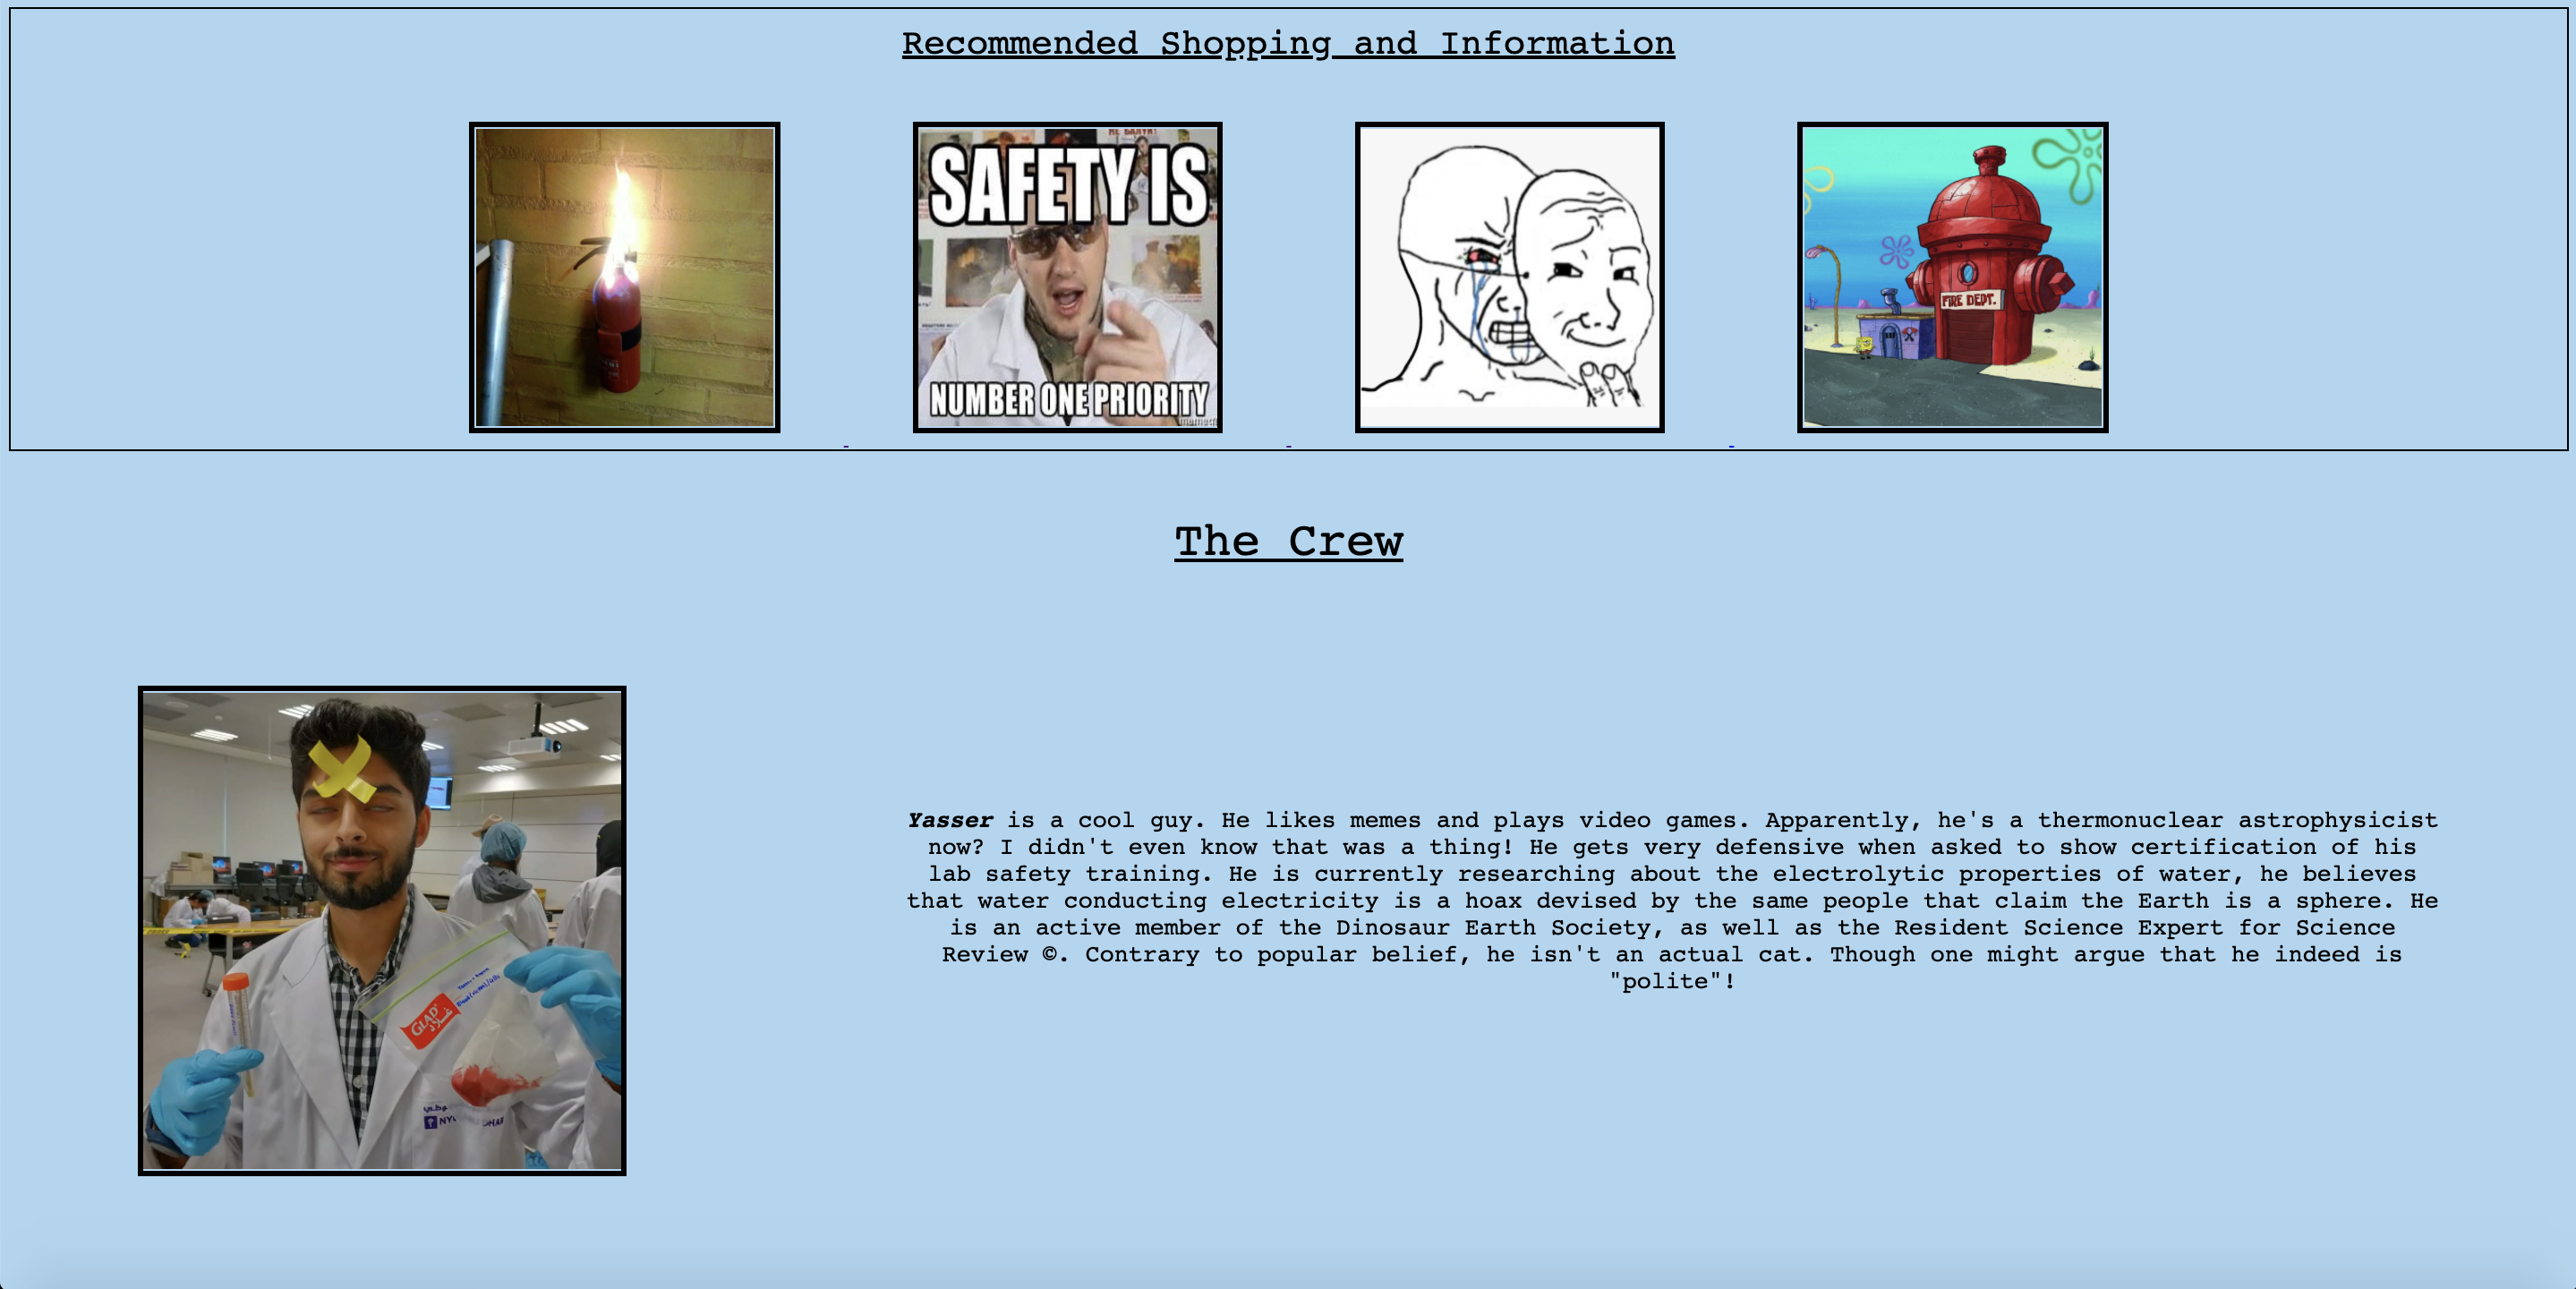 Recommended Shopping and Information
SAFETY IS
NUMBER ONE PRIORITY
FIRE DEPT.
The Crew
GLAD
غلاد
Yasser is a cool guy. He likes memes and plays video games. Apparently, he's a thermonuclear astrophysicist
now? I didn't even know that was a thing! He gets very defensive when asked to show certification of his
lab safety training. He is currently researching about the electrolytic properties of water, he believes
that water conducting electricity is a hoax devised by the same people that claim the Earth is a sphere. He
is an active member of the Dinosaur Earth Society, as well as the Resident Science Expert for Science
Review ©. Contrary to popular belief, he isn't an actual cat. Though one might argue that he indeed is
"polite"!